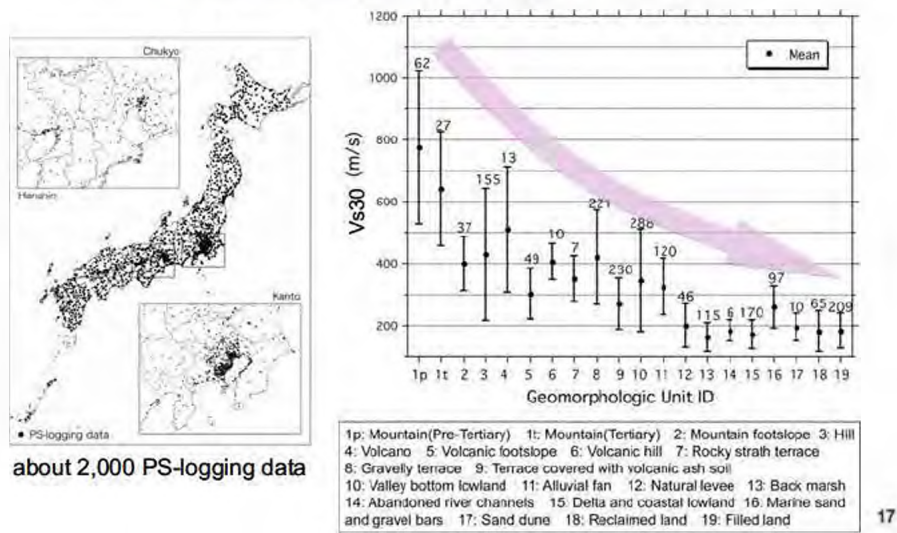 Chukyo
Hanshin
Kanto
PS-logging data
about 2,000 PS-logging data
1200
1000
800
600
400
200
Vs30 (m/s)
Mean
62
27
37
155
13
49
10
7
221
230
288
120
46
115
6
170
97
10
65
209
1p 1t 2 3 4 5 6 7 8 9 10 11 12 13 14 15 16 17 18 19
Geomorphologic Unit ID
1p: Mountain(Pre-Tertiary) 1t: Mountain(Tertiary) 2: Mountain footslope 3: Hill
4: Volcano 5: Volcanic footslope 6: Volcanic hill 7: Rocky strath terrace
8: Gravelly terrace 9: Terrace covered with volcanic ash soil
10: Valley bottom lowland 11: Alluvial fan 12: Natural levee 13: Back marsh
14: Abandoned river channels 15: Delta and coastal lowland 16: Marine sand
and gravel bars 17: Sand dune 18: Reclaimed land 19: Filled land
17